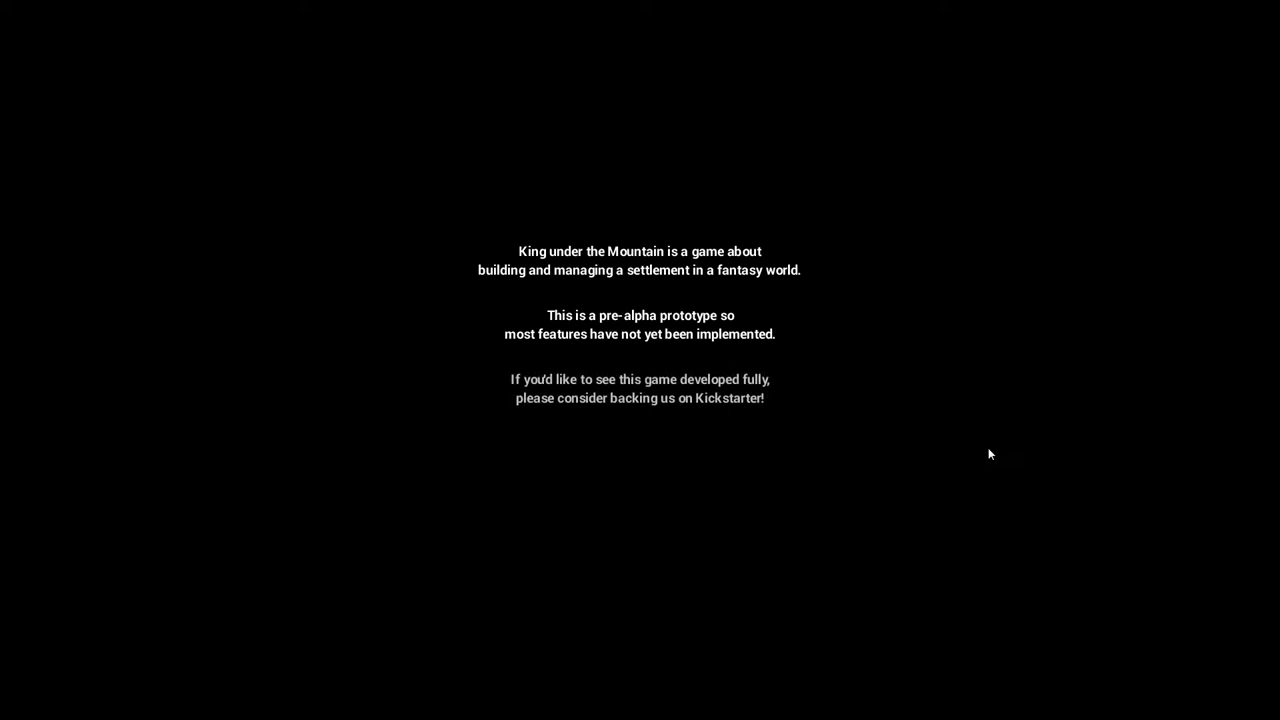 King under the Mountain is a game about
building and managing a settlement in a fantasy world.
This is a pre-alpha prototype so
most features have not yet been implemented.
If you'd like to see this game developed fully,
please consider backing us on Kickstarter!